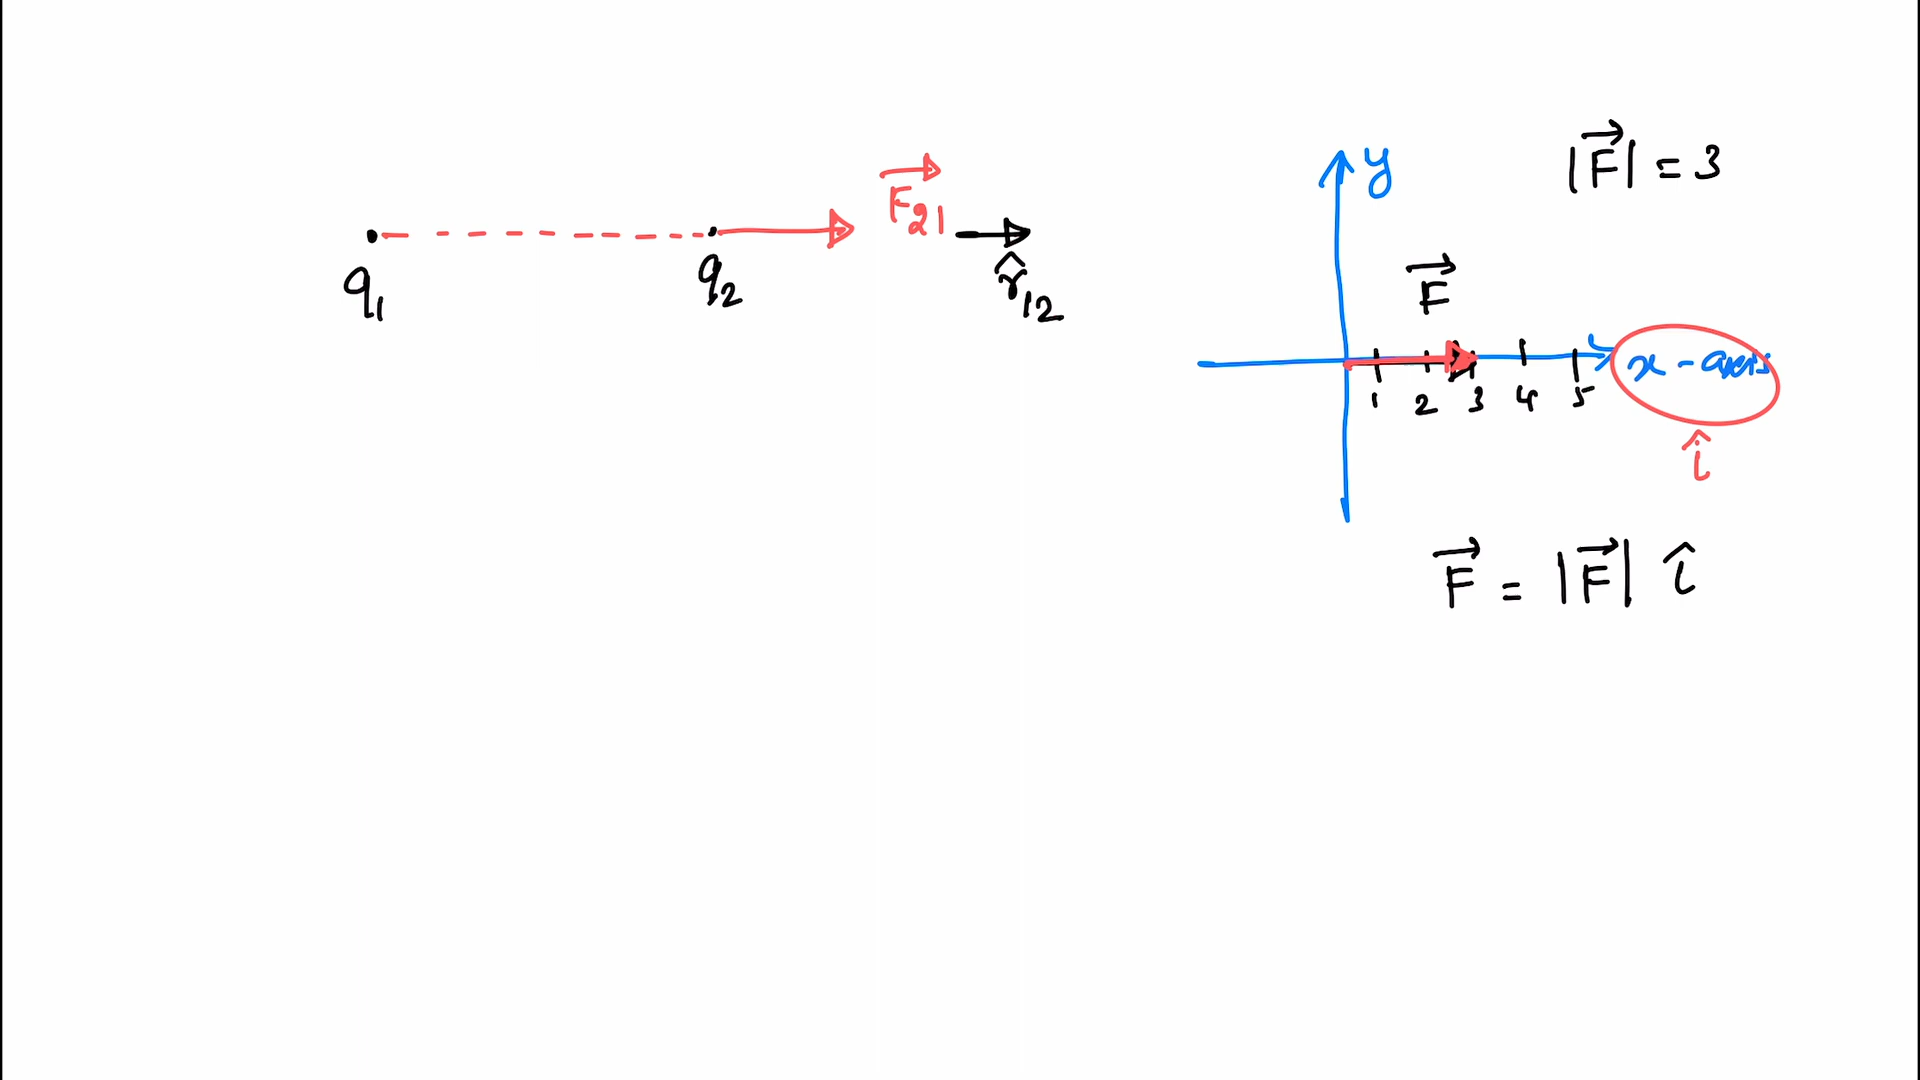 |F⃗| = 3
y
F⃗₂₁
q₁
q₂
r̂₁₂
F⃗
x - axis
1 2 3 4 5
î
F⃗ = |F⃗| î